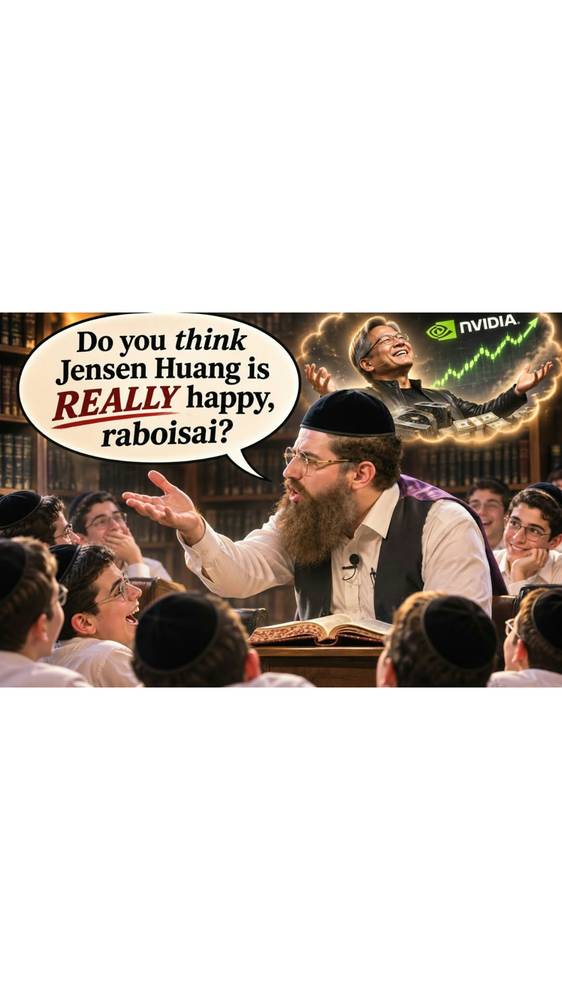 Do you think
Jensen Huang is
REALLY happy,
raboisai?
NVIDIA.